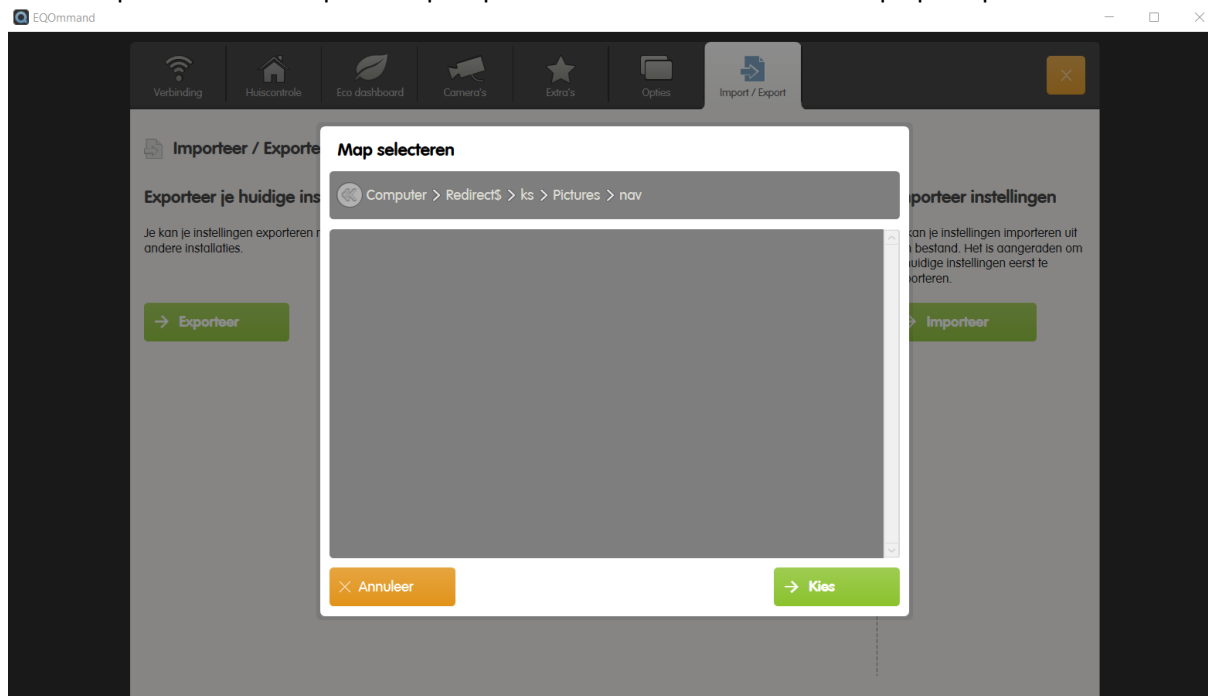 EQOmmand
Verbinding
Huiscontrole
Eco dashboard
Camera's
Extra's
Opties
Import / Export
Importeer / Exporte
Map selecteren
Computer > Redirect$ > ks > Pictures > nav
Exporteer je huidige ins
Je kan je instellingen exporteren
andere installaties.
→ Exporteer
porteer instellingen
kan je instellingen importeren uit
bestand. Het is aangeraden om
huidige instellingen eerst te
porteren.
Importeer
× Annuleer
→ Kies